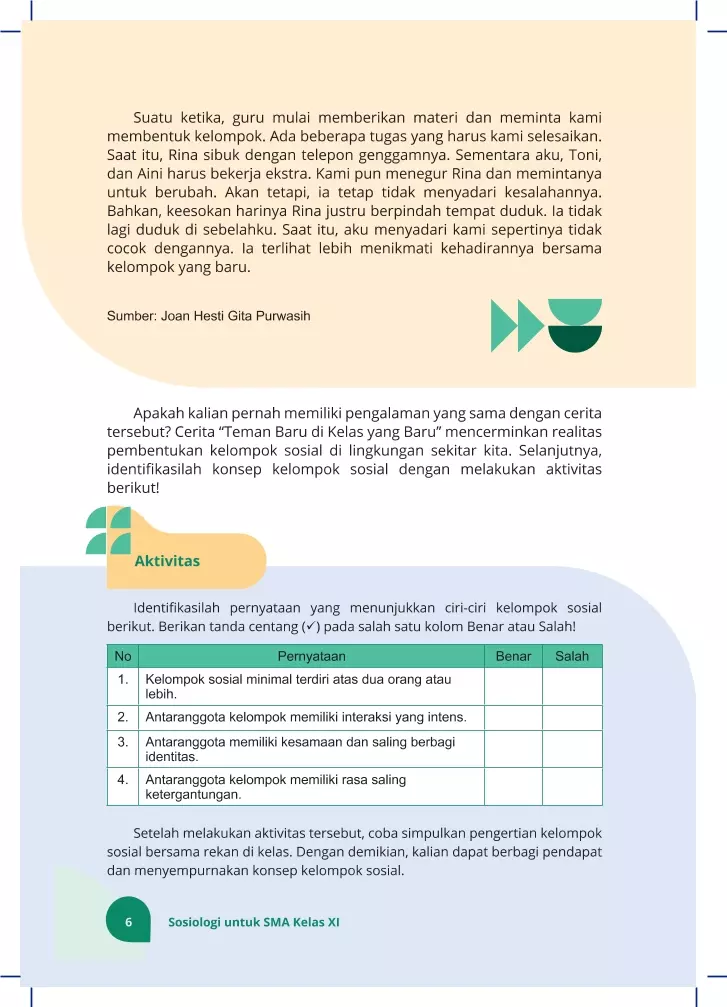 Suatu ketika, guru mulai memberikan materi dan meminta kami
membentuk kelompok. Ada beberapa tugas yang harus kami selesaikan.
Saat itu, Rina sibuk dengan telepon genggamnya. Sementara aku, Toni,
dan Aini harus bekerja ekstra. Kami pun menegur Rina dan memintanya
untuk berubah. Akan tetapi, ia tetap tidak menyadari kesalahannya.
Bahkan, keesokan harinya Rina justru berpindah tempat duduk. Ia tidak
lagi duduk di sebelahku. Saat itu, aku menyadari kami sepertinya tidak
cocok dengannya. Ia terlihat lebih menikmati kehadirannya bersama
kelompok yang baru.
Sumber: Joan Hesti Gita Purwasih
Apakah kalian pernah memiliki pengalaman yang sama dengan cerita
tersebut? Cerita “Teman Baru di Kelas yang Baru” mencerminkan realitas
pembentukan kelompok sosial di lingkungan sekitar kita. Selanjutnya,
identifikasilah konsep kelompok sosial dengan melakukan aktivitas
berikut!
Aktivitas
Identifikasilah pernyataan yang menunjukkan ciri-ciri kelompok sosial
berikut. Berikan tanda centang (✓) pada salah satu kolom Benar atau Salah!
No Pernyataan Benar Salah
1. Kelompok sosial minimal terdiri atas dua orang atau
lebih.
2. Antaranggota kelompok memiliki interaksi yang intens.
3. Antaranggota memiliki kesamaan dan saling berbagi
identitas.
4. Antaranggota kelompok memiliki rasa saling
ketergantungan.
Setelah melakukan aktivitas tersebut, coba simpulkan pengertian kelompok
sosial bersama rekan di kelas. Dengan demikian, kalian dapat berbagi pendapat
dan menyempurnakan konsep kelompok sosial.
6 Sosiologi untuk SMA Kelas XI